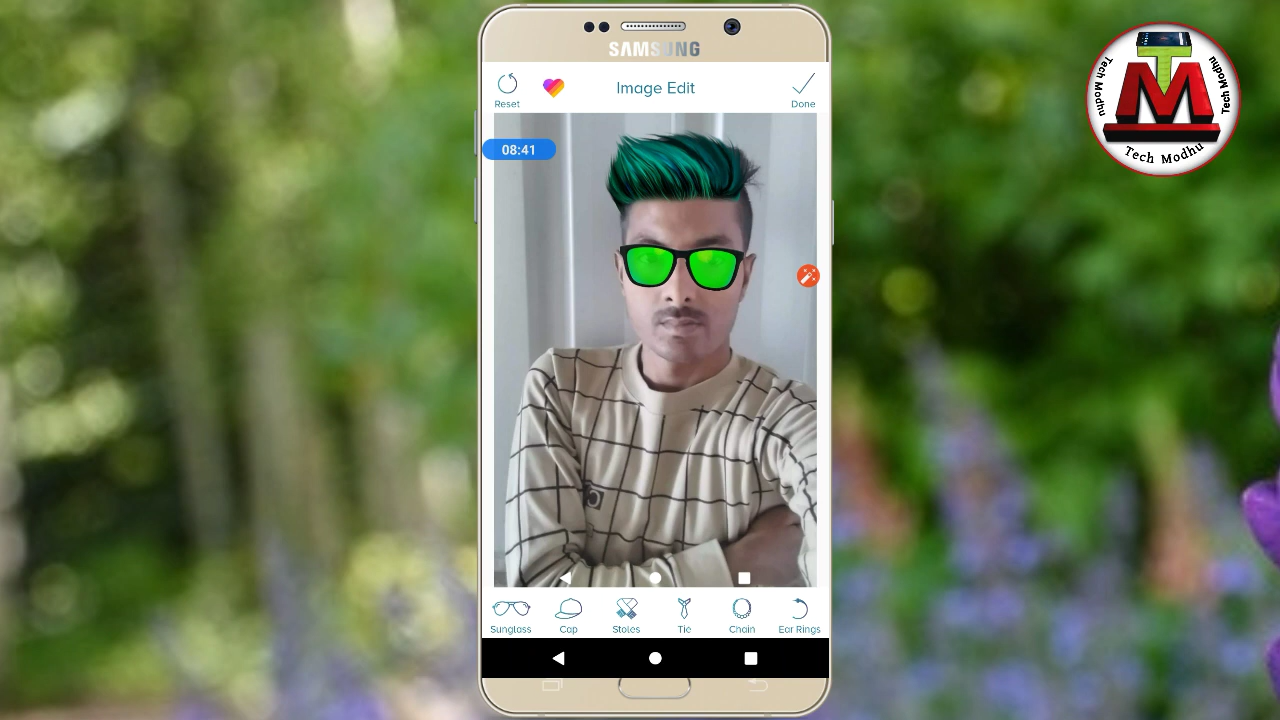 SAMSUNG
Reset
Image Edit
Done
08:41
Sunglass
Cap
Stoles
Tie
Chain
Ear Rings
Tech Modhu
Tech Modhu
T
M
Tech Modhu